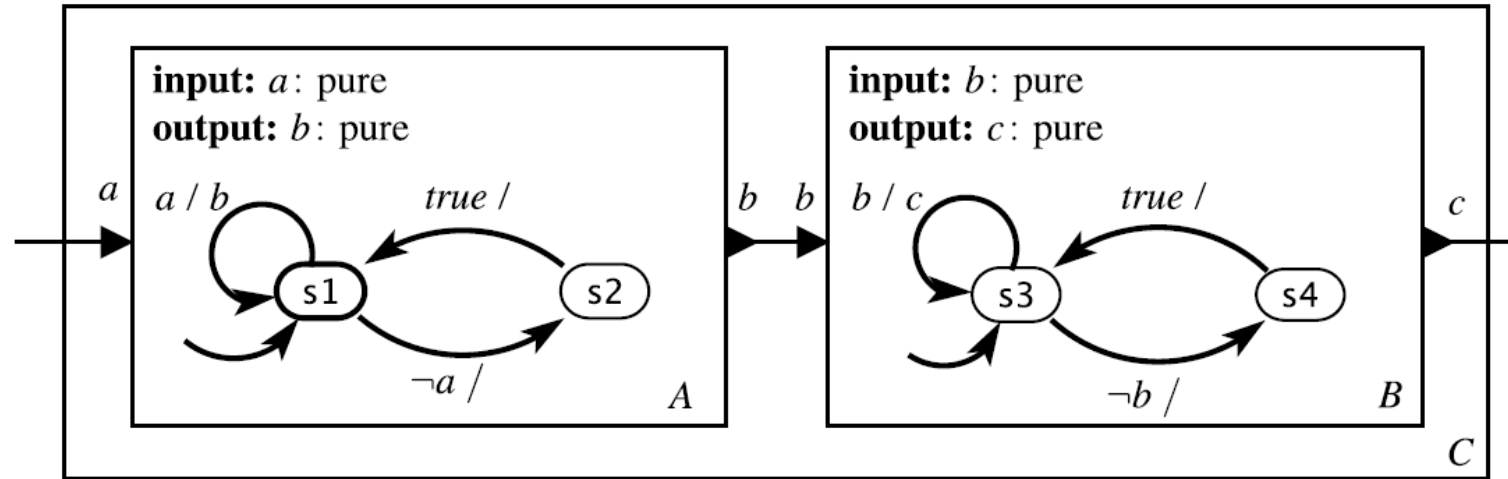 input: a: pure
output: b: pure
a
a / b
true /
s1
s2
¬a /
A
b
b
input: b: pure
output: c: pure
b / c
true /
s3
s4
¬b /
B
c
C